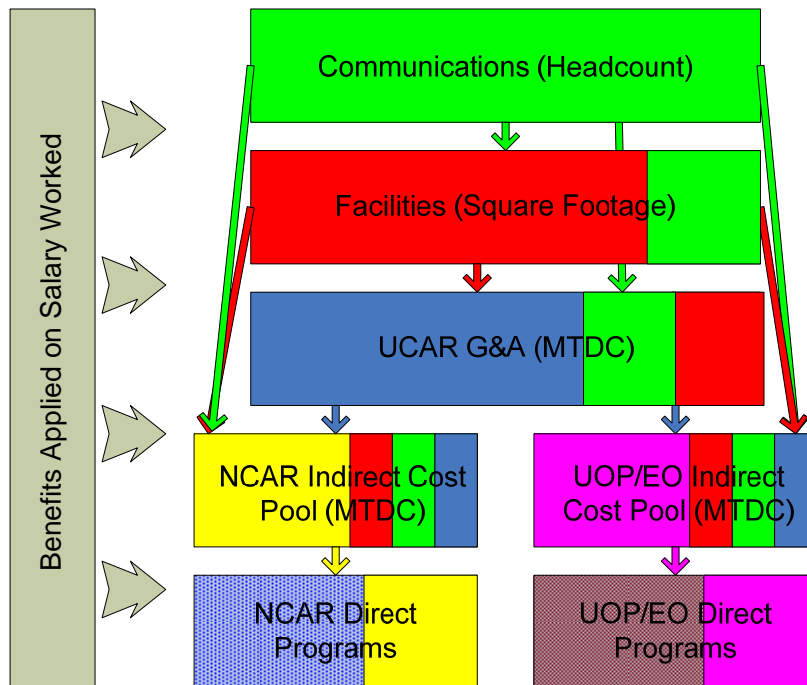 Benefits Applied on Salary Worked
Communications (Headcount)
Facilities (Square Footage)
UCAR G&A (MTDC)
NCAR Indirect Cost
Pool (MTDC)
UOP/EO Indirect
Cost Pool (MTDC)
NCAR Direct
Programs
UOP/EO Direct
Programs